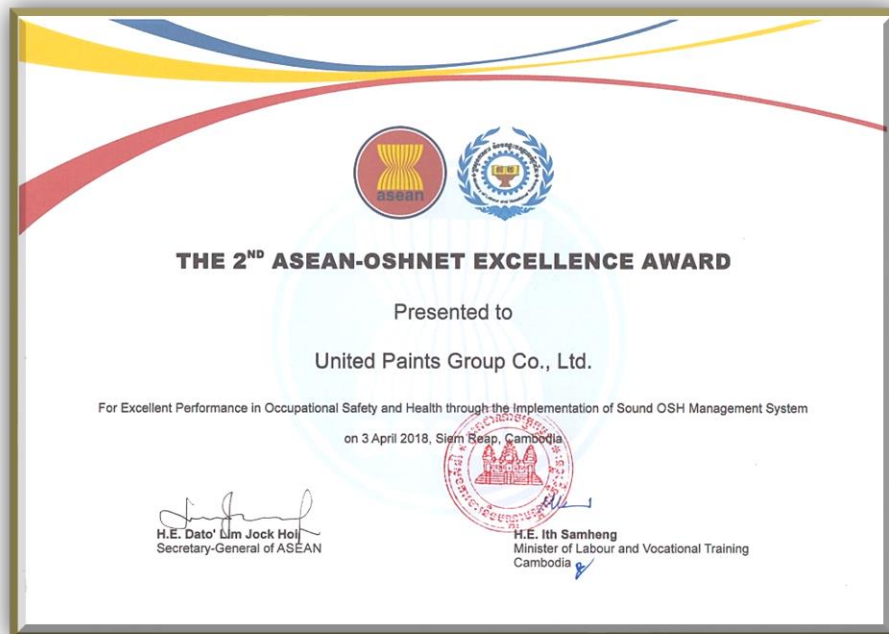 asean
THE 2ND ASEAN-OSHNET EXCELLENCE AWARD
Presented to
United Paints Group Co., Ltd.
For Excellent Performance in Occupational Safety and Health through the Implementation of Sound OSH Management System
on 3 April 2018, Siem Reap, Cambodia
H.E. Dato' Lim Jock Hoi
Secretary-General of ASEAN
H.E. Ith Samheng
Minister of Labour and Vocational Training
Cambodia